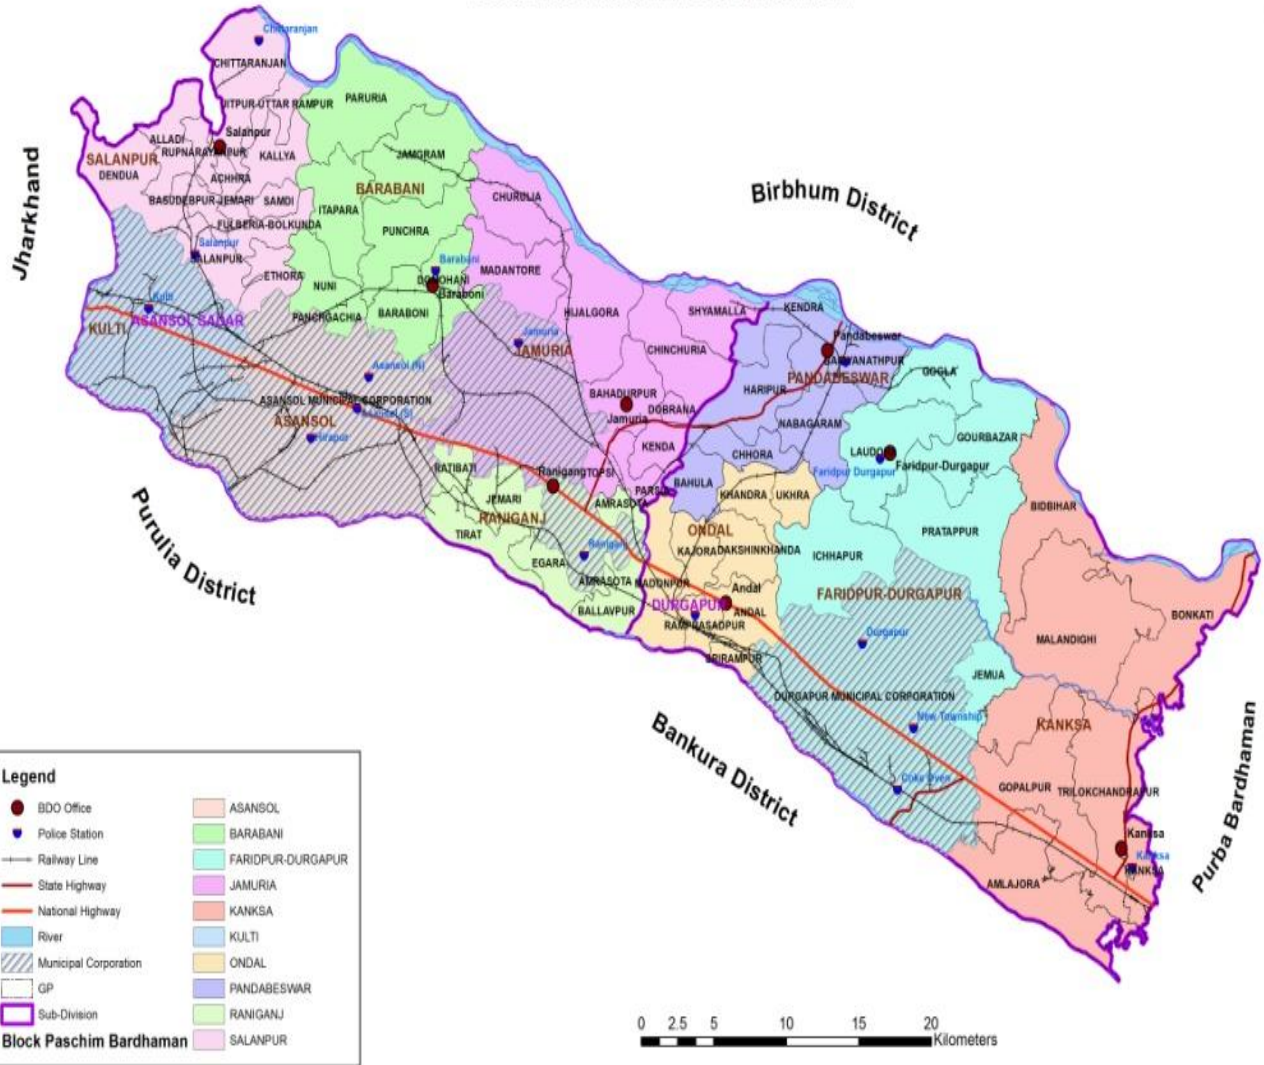 Chittaranjan
CHITTARANJAN
JITPUR-UTTAR RAMPUR
PARURIA
ALLADI
Salanpur
RUPNARAYANPUR
SALANPUR
KALLYA
JAMGRAM
DENDUA
ACHHRA
BARABANI
BASUDEBPUR-JEMARI
SAMDI
ITAPARA
CHURULIA
FULBERIA-BOLKUNDA
PUNCHRA
Birbhum District
Jharkhand
Salanpur
SALANPUR
Barabani
MADANTORE
ETHORA
NUNI
DOMOHANI
Baraboni
Kulti
ASANSOL SADAR
KULTI
PANCHGACHIA
BARABONI
HIJALGORA
SHYAMALLA
KENDRA
Jamuria
JAMURIA
CHINCHURIA
Pandabeswar
BAIDYANATHPUR
PANDABESWAR
GOGLA
Asansol (N)
ASANSOL MUNICIPAL CORPORATION
Asansol (S)
ASANSOL
Hirapur
BAHADURPUR
Jamuria
DOBRANA
HARIPUR
NABAGARAM
KENDA
CHHORA
GOURBAZAR
LAUDOHA
Faridpur Durgapur
Faridpur-Durgapur
RATIBATI
Raniganj
TOPSI
PARSIA
BAHULA
KHANDRA
UKHRA
JEMARI
AMRASOTA
RANIGANJ
BIDBIHAR
TIRAT
ONDAL
PRATAPPUR
Raniganj
KAJORA
DAKSHINKHANDA
ICHHAPUR
EGARA
AMRASOTA
MADONPUR
Andal
FARIDPUR-DURGAPUR
BALLAVPUR
DURGAPUR
ANDAL
RAMPRASADPUR
BONKATI
Durgapur
MALANDIGHI
SRIRAMPUR
JEMUA
DURGAPUR MUNICIPAL CORPORATION
New Township
KANKSA
Purulia District
Bankura District
Purba Bardhaman
Coke Oven
GOPALPUR
TRILOKCHANDRAPUR
Kanksa
Kanksa
KANKSA
AMLAJORA
Legend
BDO Office
Police Station
Railway Line
State Highway
National Highway
River
Municipal Corporation
GP
Sub-Division
Block Paschim Bardhaman
ASANSOL
BARABANI
FARIDPUR-DURGAPUR
JAMURIA
KANKSA
KULTI
ONDAL
PANDABESWAR
RANIGANJ
SALANPUR
0 2.5 5 10 15 20
Kilometers